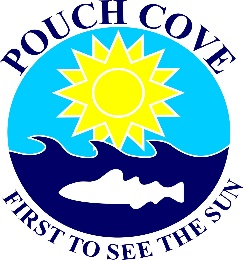 POUCH COVE
FIRST TO SEE THE SUN